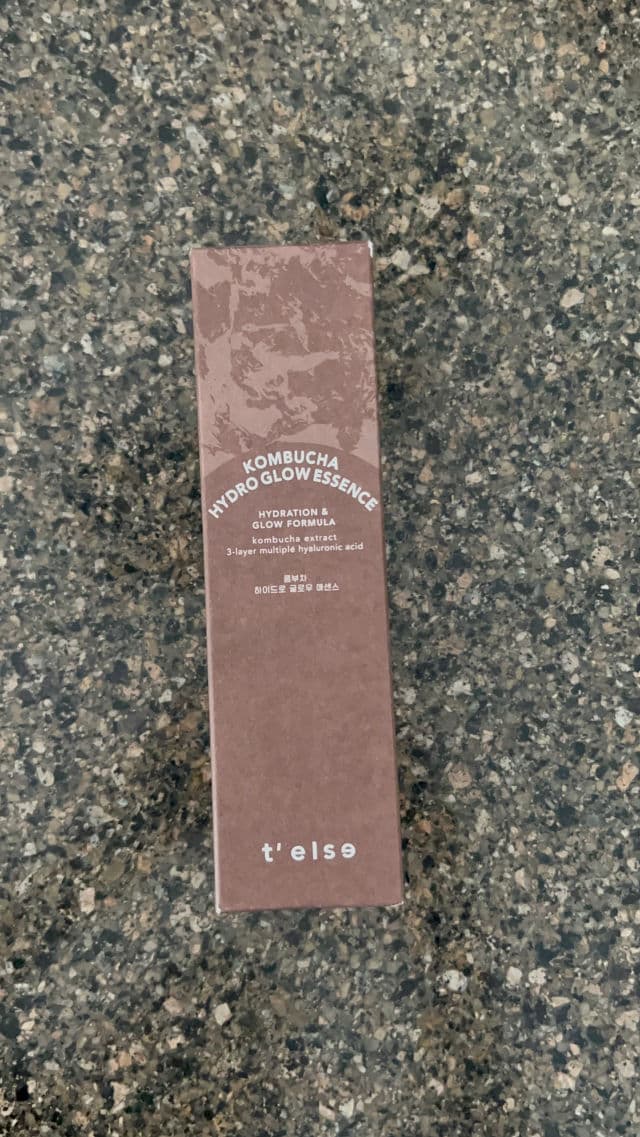 KOMBUCHA
HYDRO GLOW ESSENCE
HYDRATION &
GLOW FORMULA
kombucha extract
3-layer multiple hyaluronic acid
콤부차
하이드로 글로우 에센스
t' else